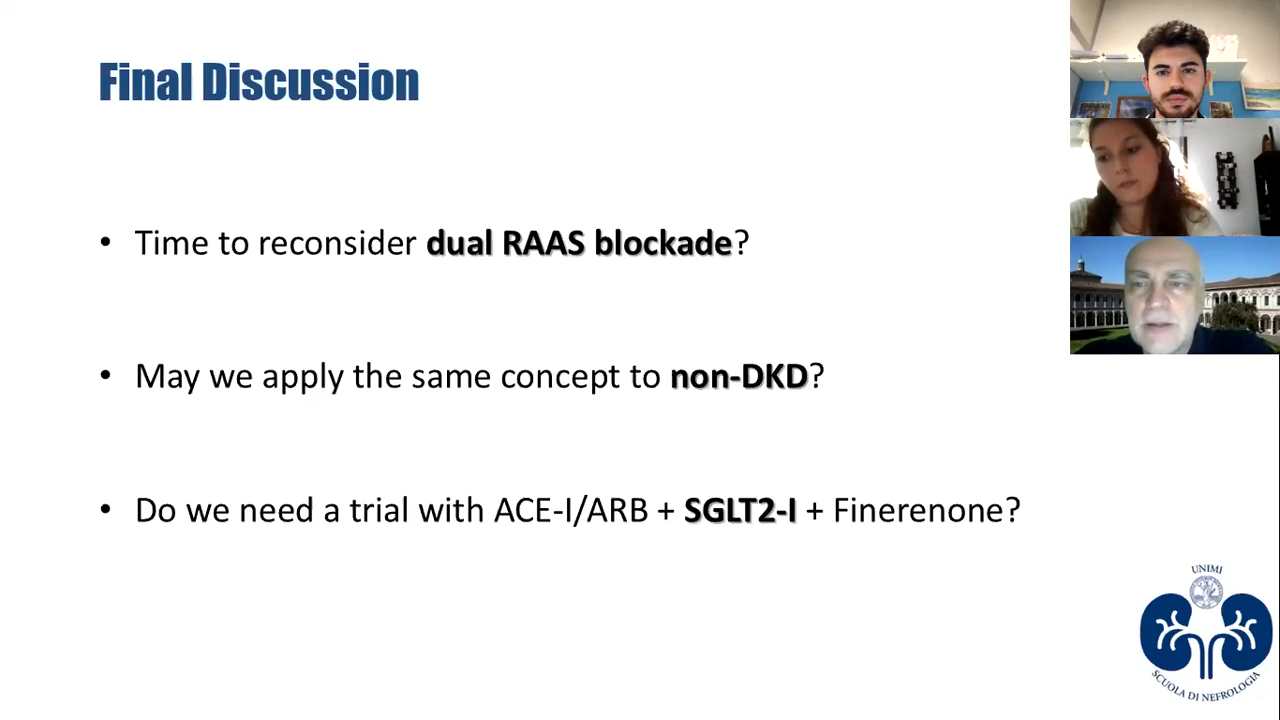 Final Discussion
• Time to reconsider dual RAAS blockade?
• May we apply the same concept to non-DKD?
• Do we need a trial with ACE-I/ARB + SGLT2-I + Finerenone?
UNIMI
SCUOLA DI NEFROLOGIA